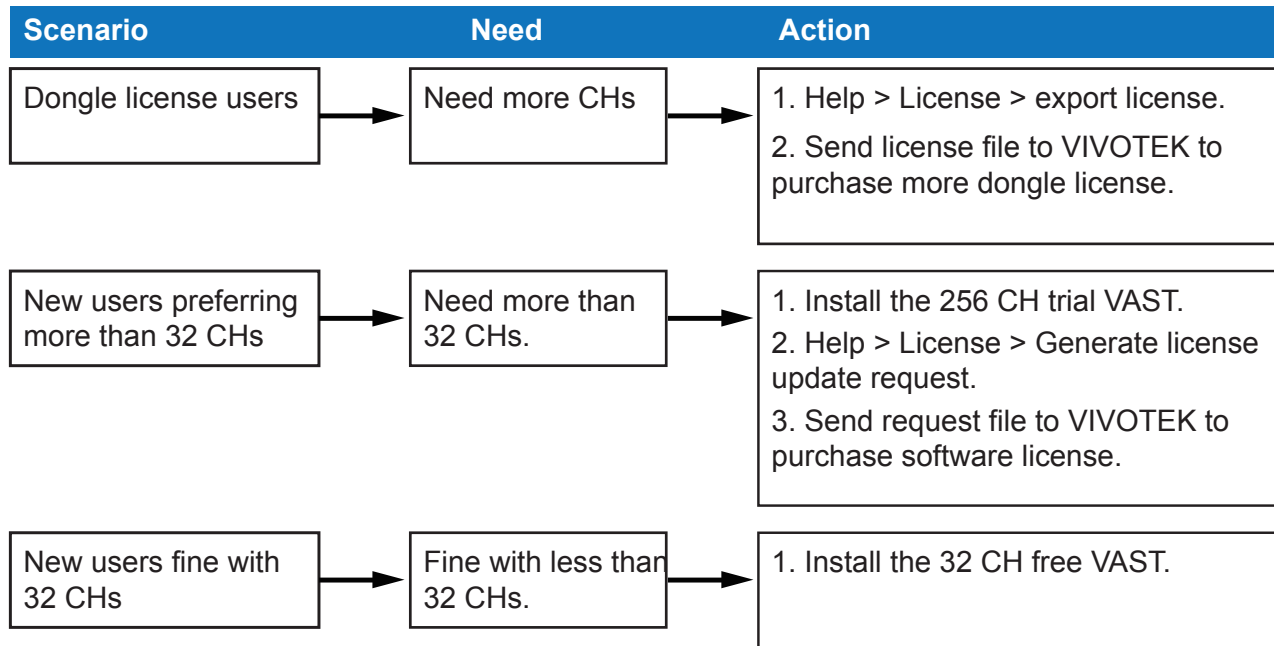 Scenario Need Action
Dongle license users
Need more CHs
1. Help > License > export license.
2. Send license file to VIVOTEK to
purchase more dongle license.
New users preferring
more than 32 CHs
Need more than
32 CHs.
1. Install the 256 CH trial VAST.
2. Help > License > Generate license
update request.
3. Send request file to VIVOTEK to
purchase software license.
New users fine with
32 CHs
Fine with less than
32 CHs.
1. Install the 32 CH free VAST.